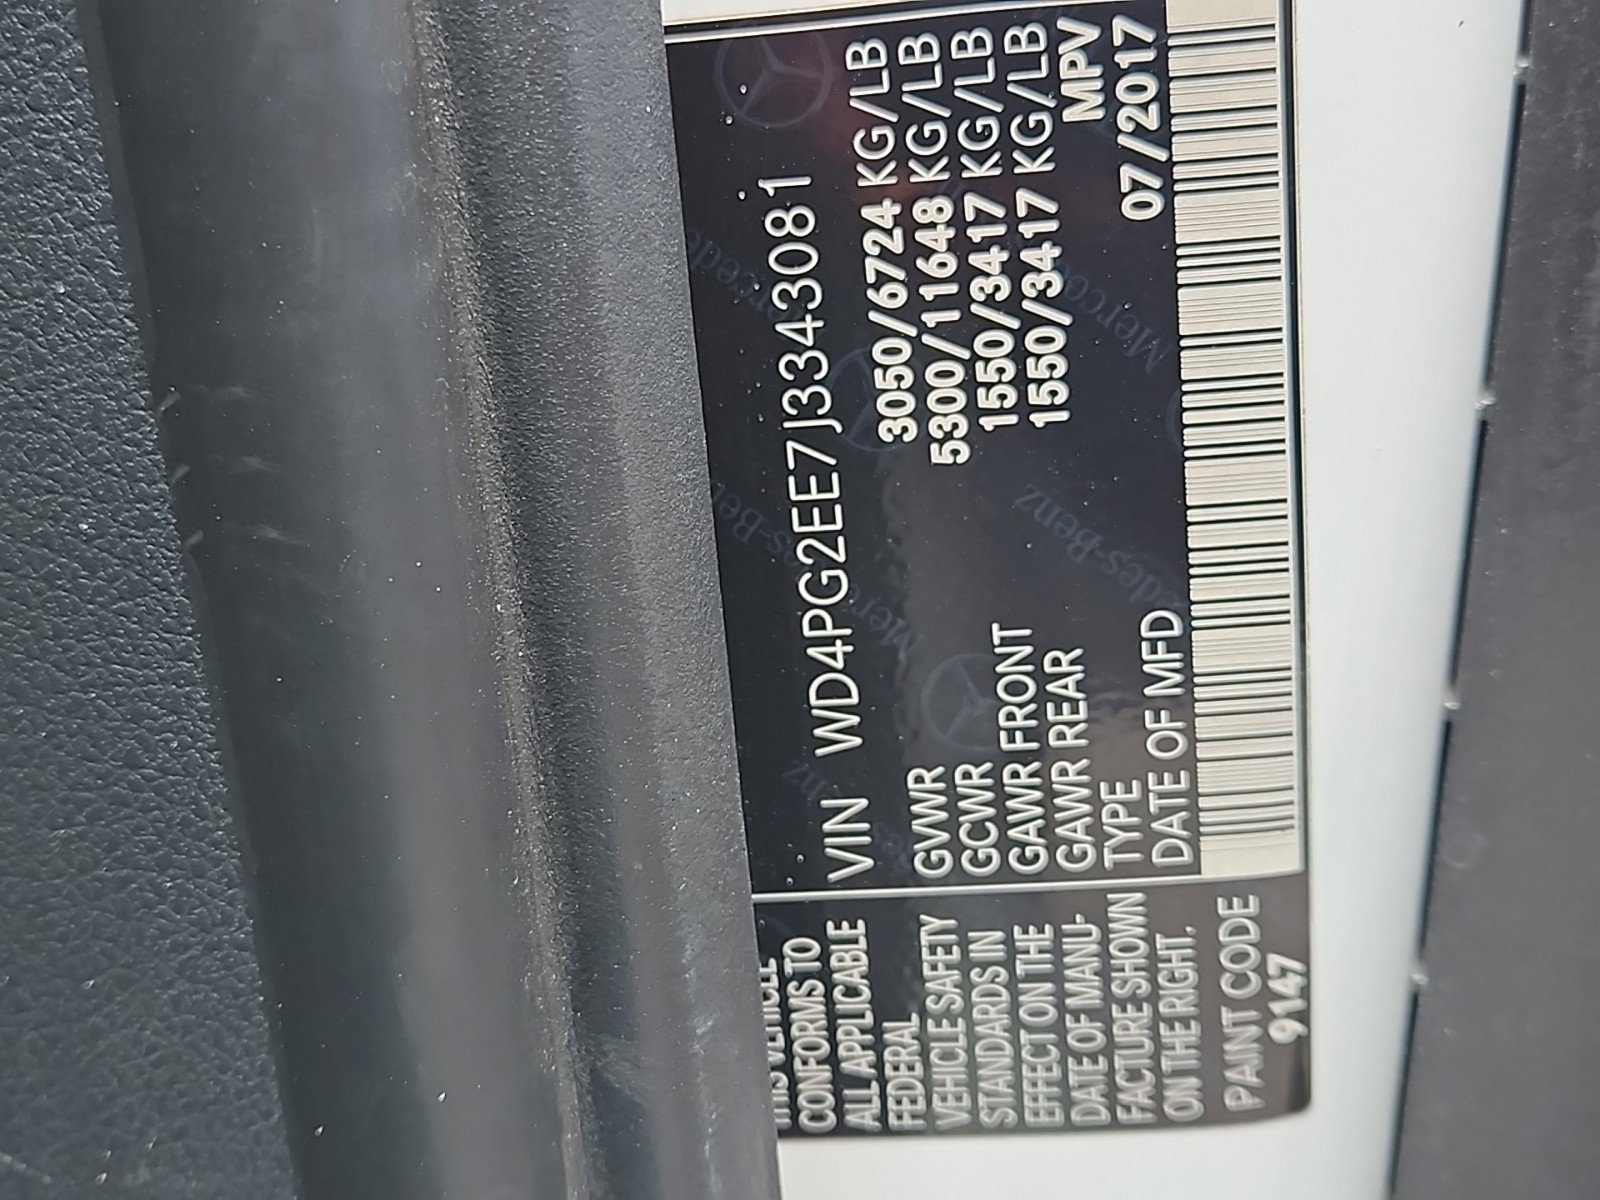 THIS VEHICLE
CONFORMS TO
ALL APPLICABLE
FEDERAL
VEHICLE SAFETY
STANDARDS IN
EFFECT ON THE
DATE OF MANU-
FACTURE SHOWN
ON THE RIGHT.
PAINT CODE
9147
VIN WD4PG2EE7J3343081
GVWR 3050/6724 KG/LB
GCWR 5300/11648 KG/LB
GAWR FRONT 1550/3417 KG/LB
GAWR REAR 1550/3417 KG/LB
TYPE MPV
DATE OF MFD 07/2017
Mercedes-Benz